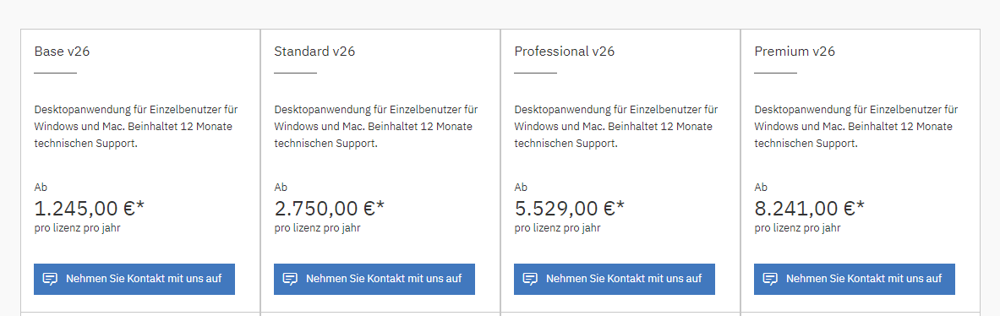 Base v26
Desktopanwendung für Einzelbenutzer für
Windows und Mac. Beinhaltet 12 Monate
technischen Support.
Ab
1.245,00 €*
pro lizenz pro jahr
Nehmen Sie Kontakt mit uns auf
Standard v26
Desktopanwendung für Einzelbenutzer für
Windows und Mac. Beinhaltet 12 Monate
technischen Support.
Ab
2.750,00 €*
pro lizenz pro jahr
Nehmen Sie Kontakt mit uns auf
Professional v26
Desktopanwendung für Einzelbenutzer für
Windows und Mac. Beinhaltet 12 Monate
technischen Support.
Ab
5.529,00 €*
pro lizenz pro jahr
Nehmen Sie Kontakt mit uns auf
Premium v26
Desktopanwendung für Einzelbenutzer für
Windows und Mac. Beinhaltet 12 Monate
technischen Support.
Ab
8.241,00 €*
pro lizenz pro jahr
Nehmen Sie Kontakt mit uns auf